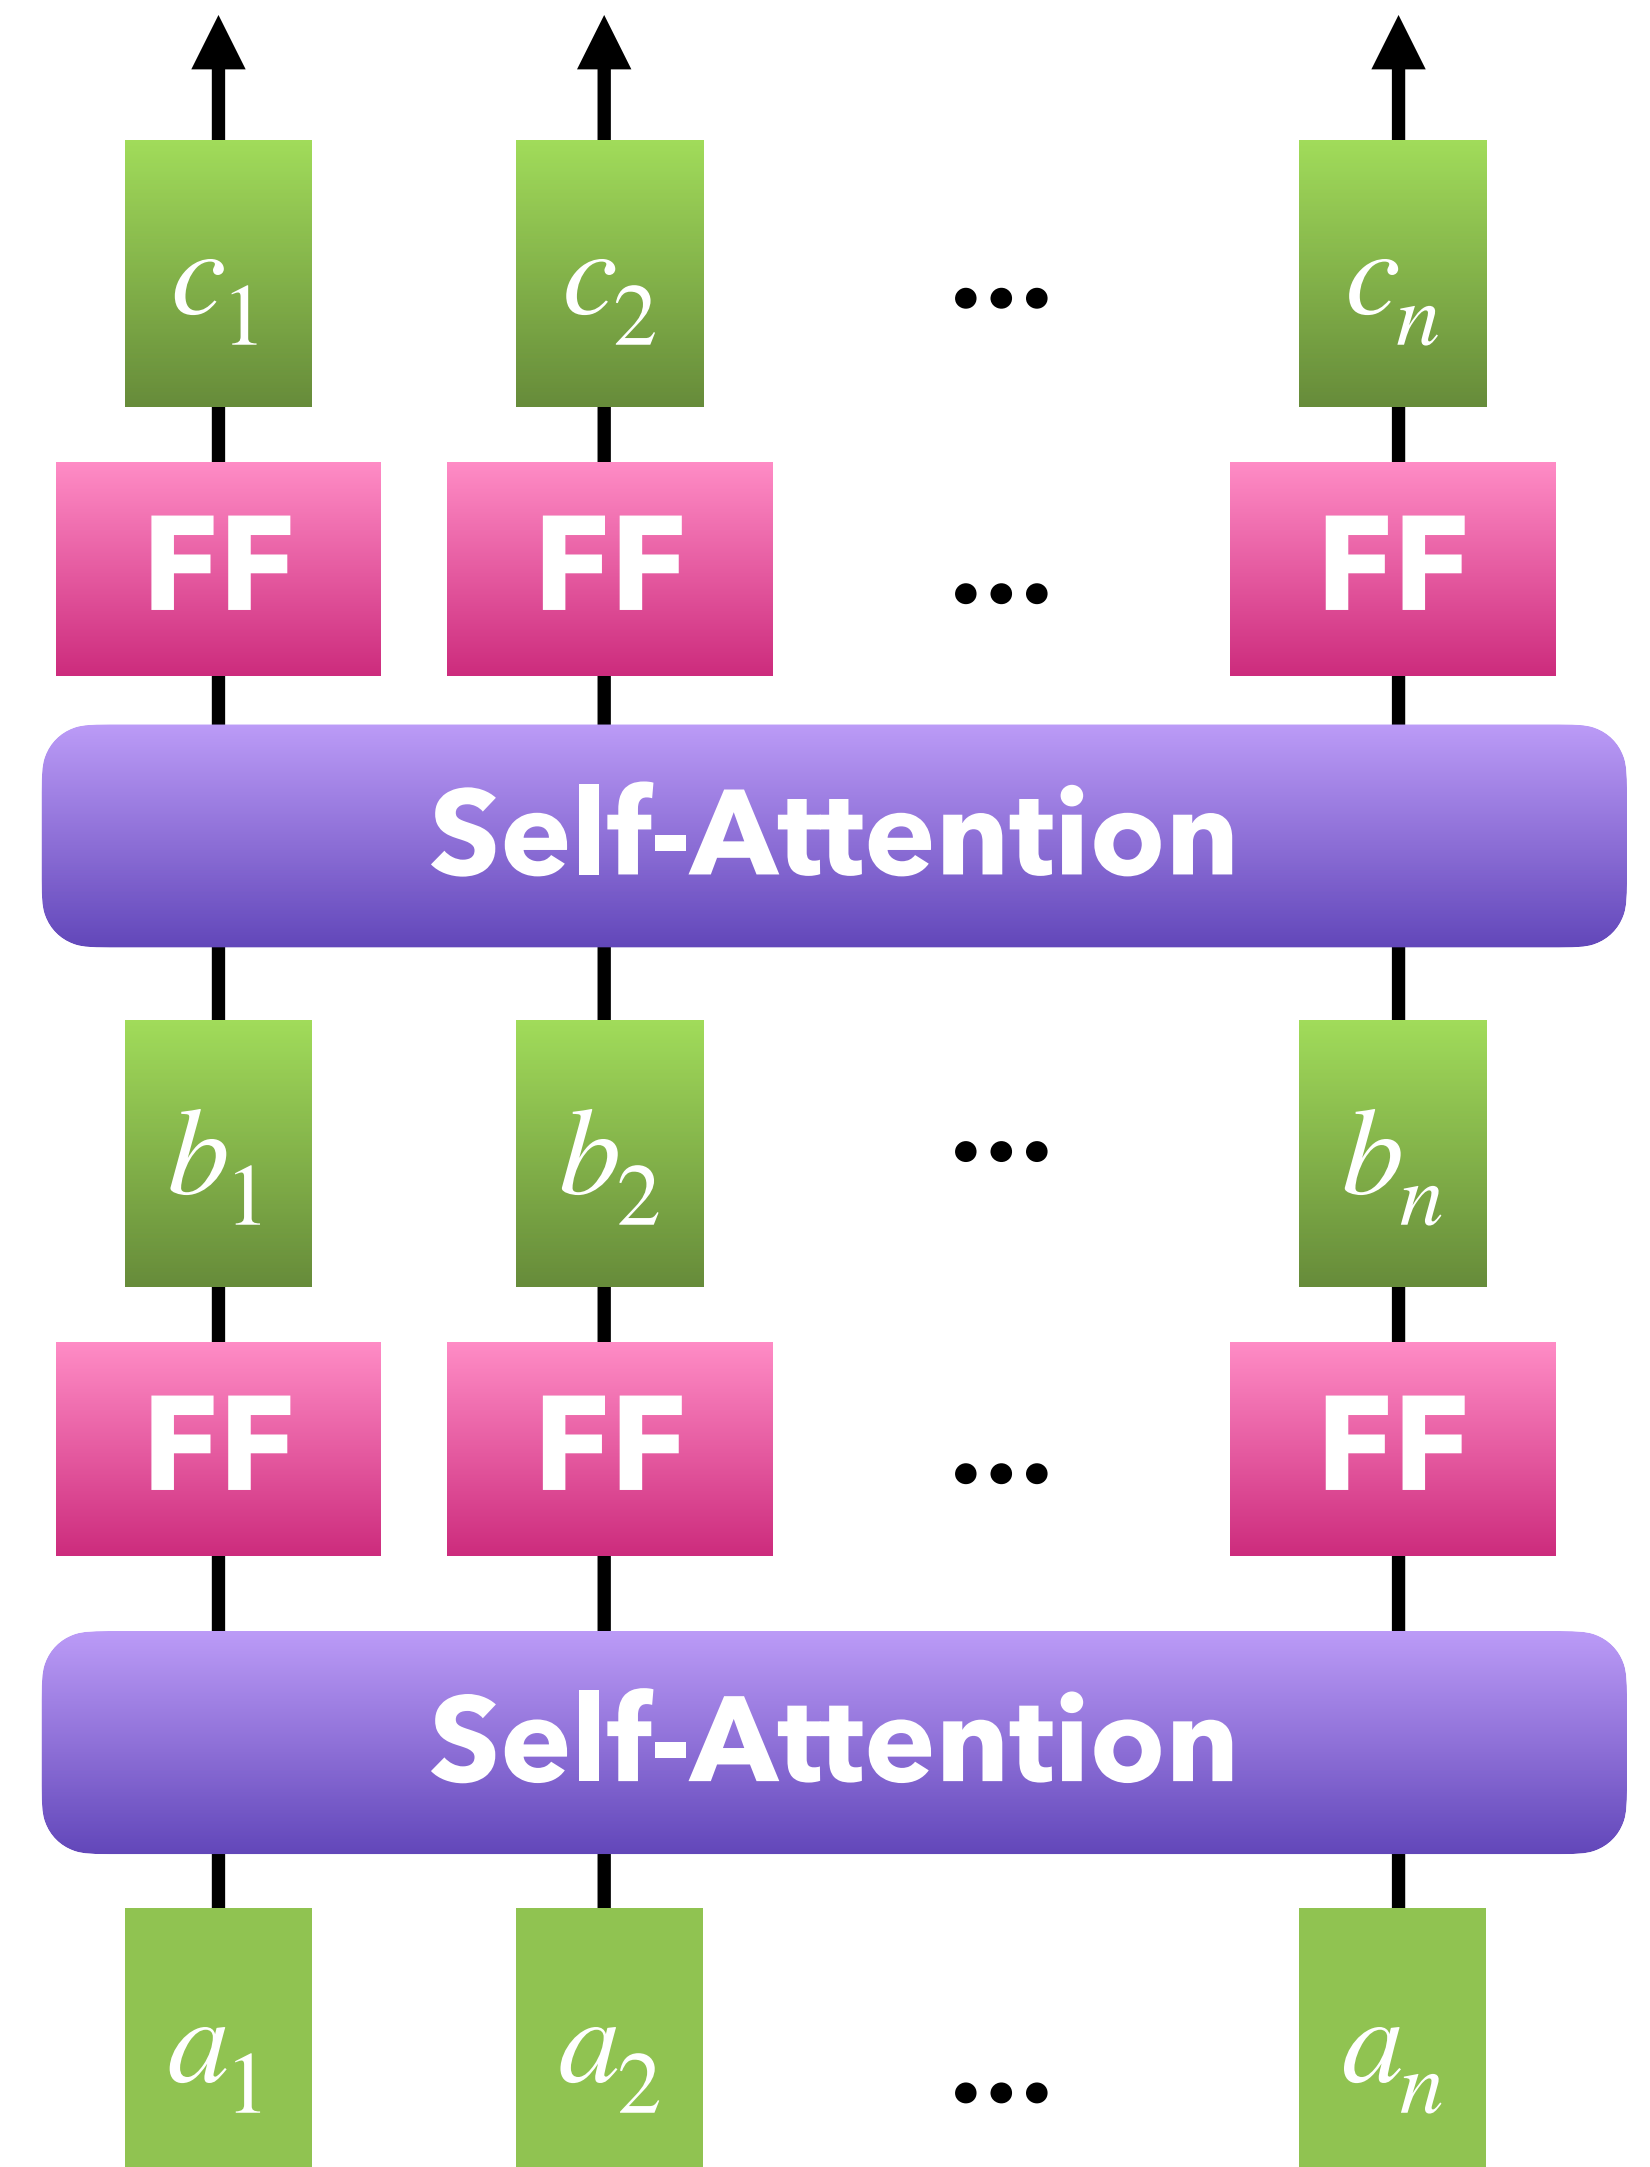 c₁ c₂ ... cₙ
FF FF ... FF
Self-Attention
b₁ b₂ ... bₙ
FF FF ... FF
Self-Attention
a₁ a₂ ... aₙ